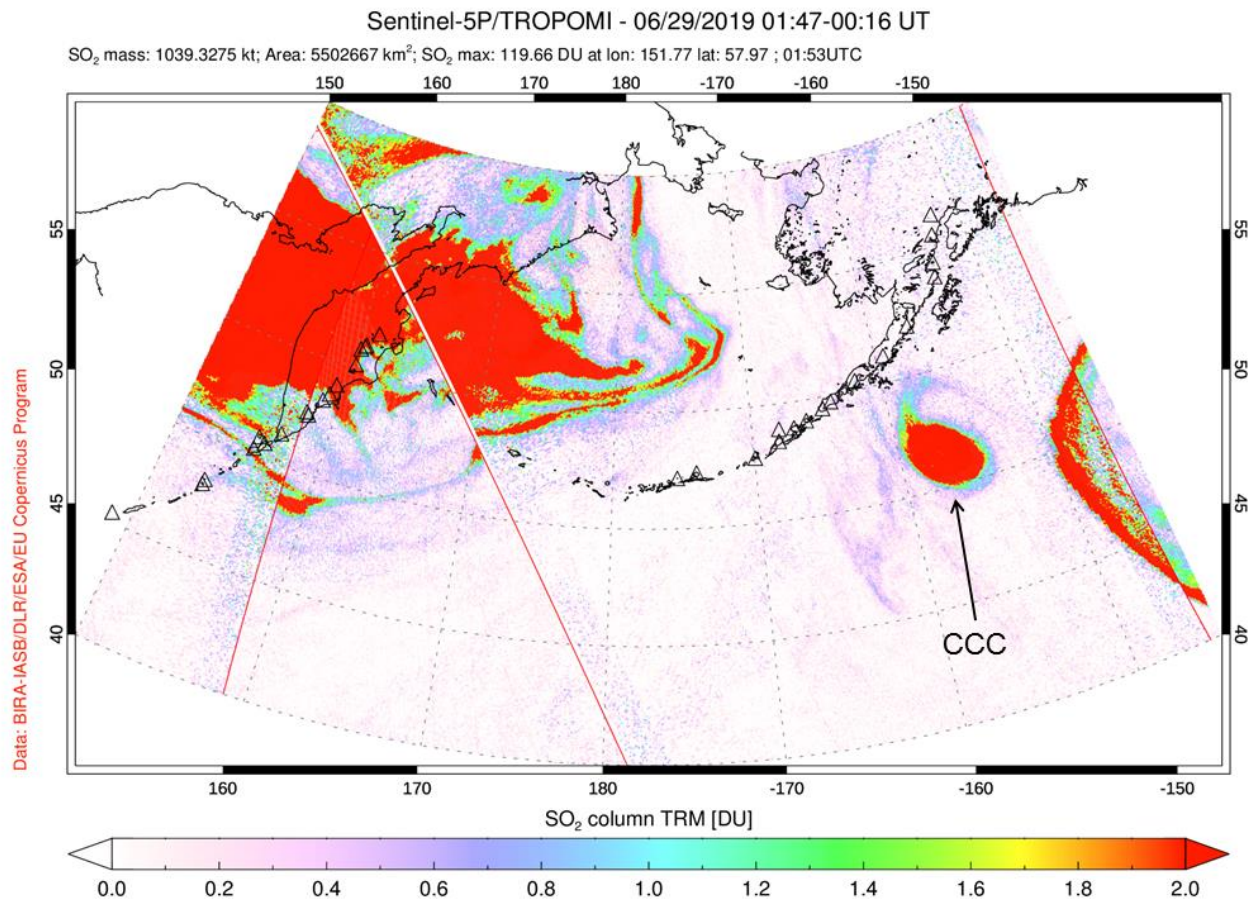 Sentinel-5P/TROPOMI - 06/29/2019 01:47-00:16 UT
SO₂ mass: 1039.3275 kt; Area: 5502667 km²; SO₂ max: 119.66 DU at lon: 151.77 lat: 57.97 ; 01:53UTC
150 160 170 180 -170 -160 -150
55 55
50 50
45 45
CCC
40 40
Data: BIRA-IASB/DLR/ESA/EU Copernicus Program
160 170 180 -170 -160 -150
SO₂ column TRM [DU]
0.0 0.2 0.4 0.6 0.8 1.0 1.2 1.4 1.6 1.8 2.0